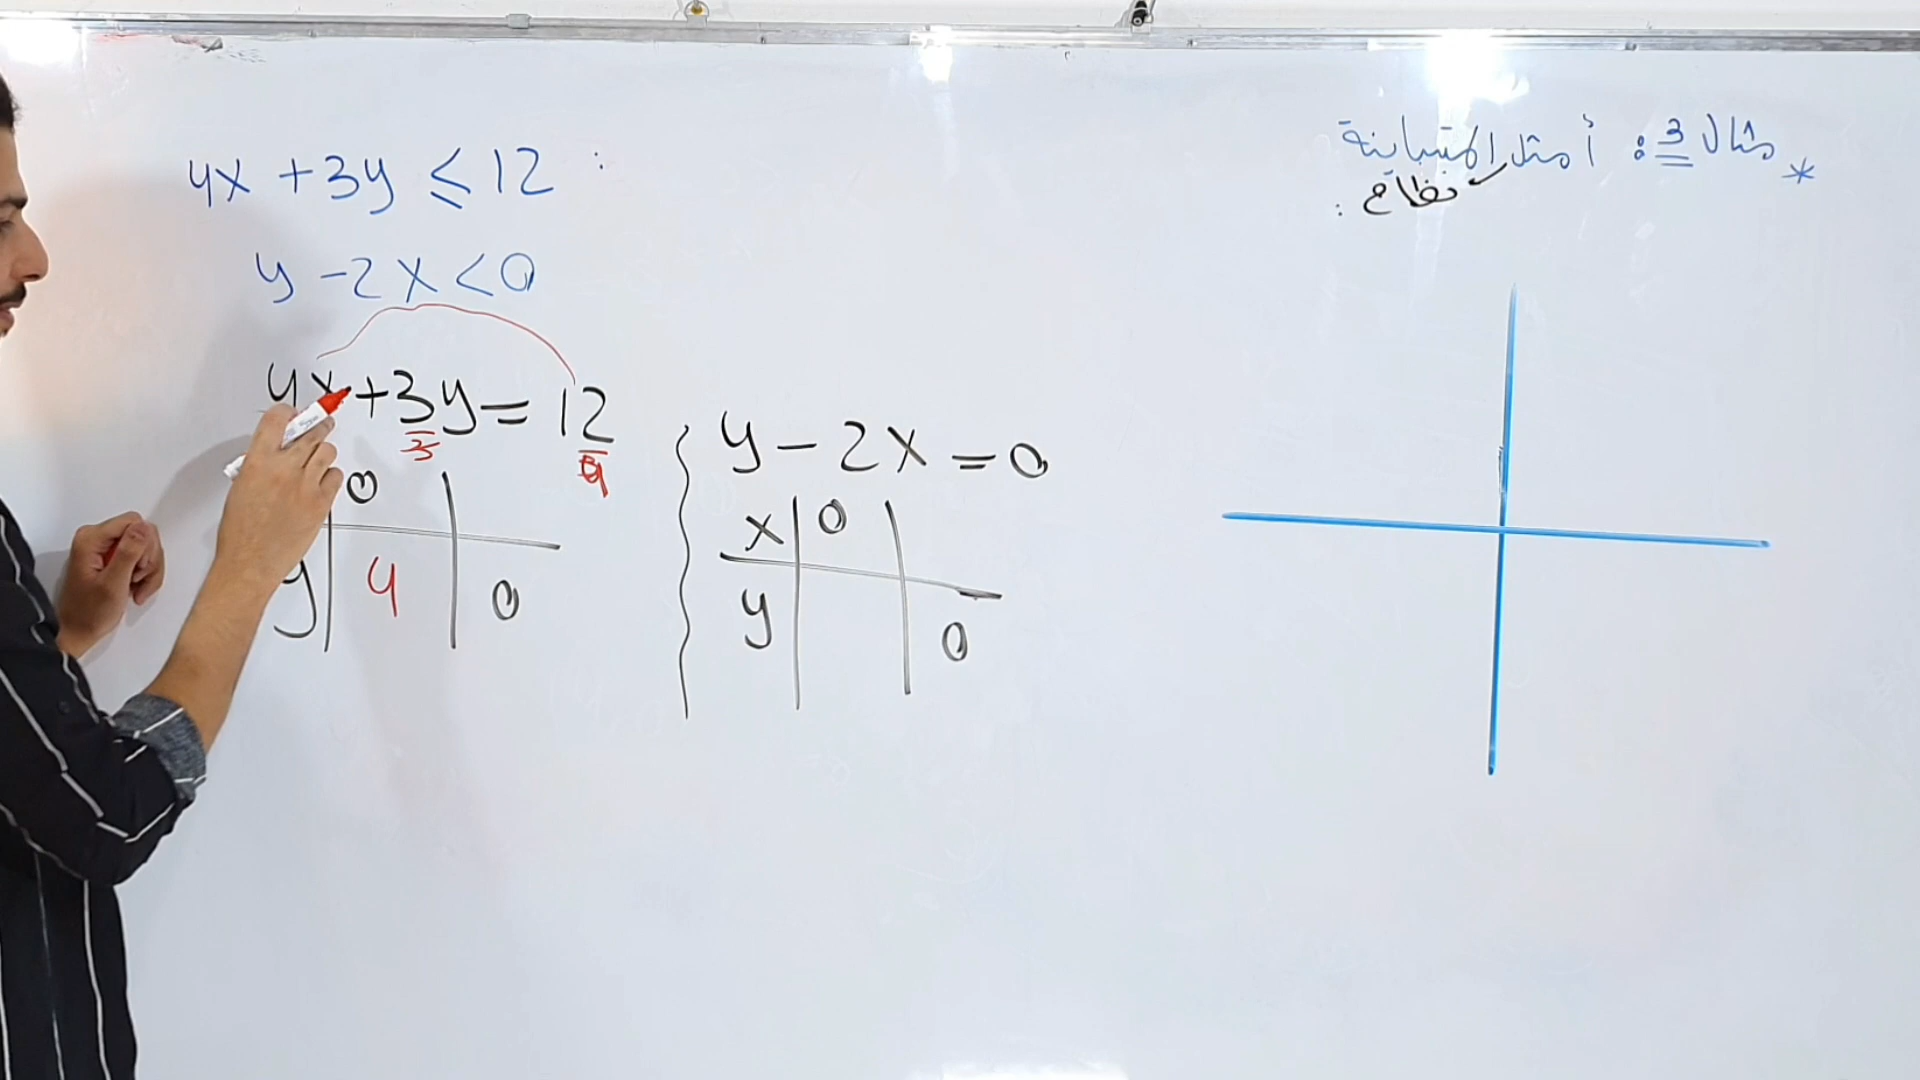 * مثال 3: أمثل المتباينة
نظام:
4x + 3y ≤ 12 :
y - 2x < 0
4x + 3y = 12
3
0
y 4 0
y - 2x = 0
x 0
y 0